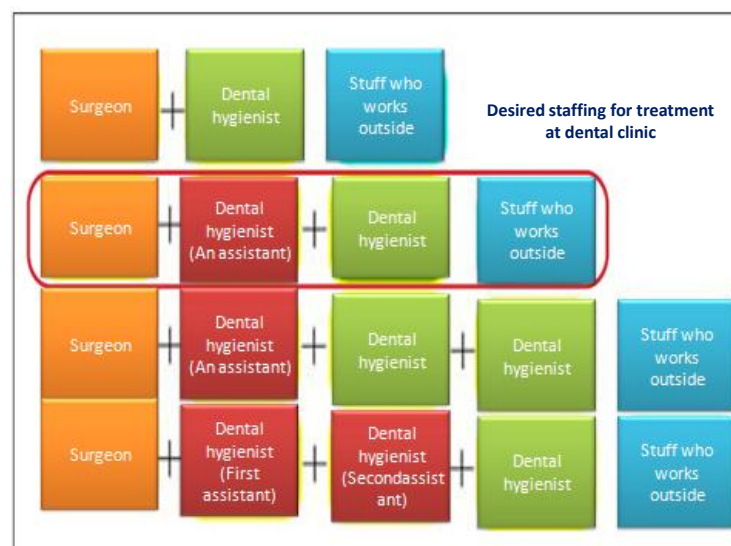 Surgeon
+
Dental
hygienist
Stuff who
works
outside
Desired staffing for treatment
at dental clinic
Surgeon
+
Dental
hygienist
(An assistant)
+
Dental
hygienist
Stuff who
works
outside
Surgeon
+
Dental
hygienist
(An assistant)
+
Dental
hygienist
+
Dental
hygienist
Stuff who
works
outside
Surgeon
+
Dental
hygienist
(First
assistant)
+
Dental
hygienist
(Secondassist
ant)
+
Dental
hygienist
Stuff who
works
outside